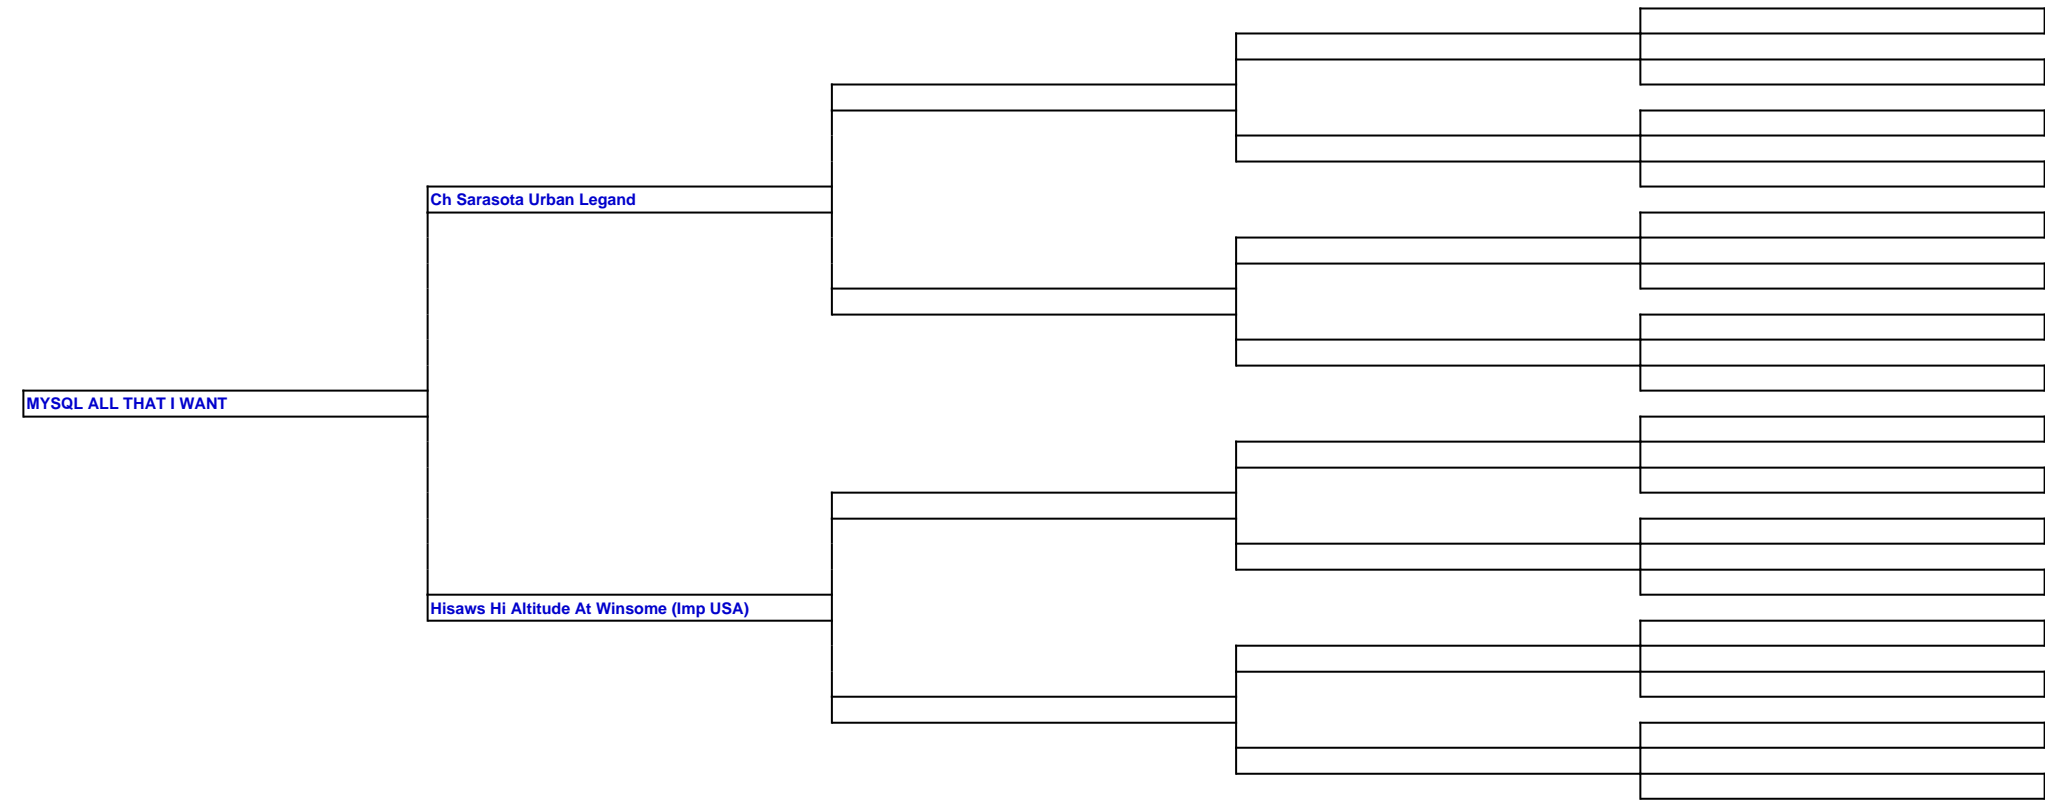 Ch Sarasota Urban Legand
MYSQL ALL THAT I WANT
Hisaws Hi Altitude At Winsome (Imp USA)